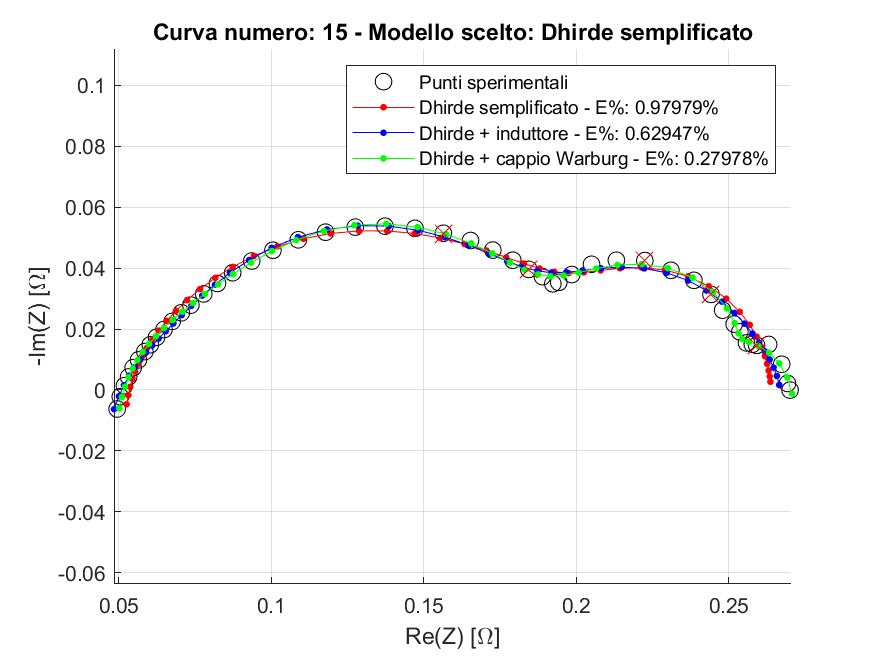 Curva numero: 15 - Modello scelto: Dhirde semplificato
Punti sperimentali
Dhirde semplificato - E%: 0.97979%
Dhirde + induttore - E%: 0.62947%
Dhirde + cappio Warburg - E%: 0.27978%
0.1
0.08
0.06
0.04
0.02
0
-0.02
-0.04
-0.06
-Im(Z) [Ω]
0.05
0.1
0.15
0.2
0.25
Re(Z) [Ω]